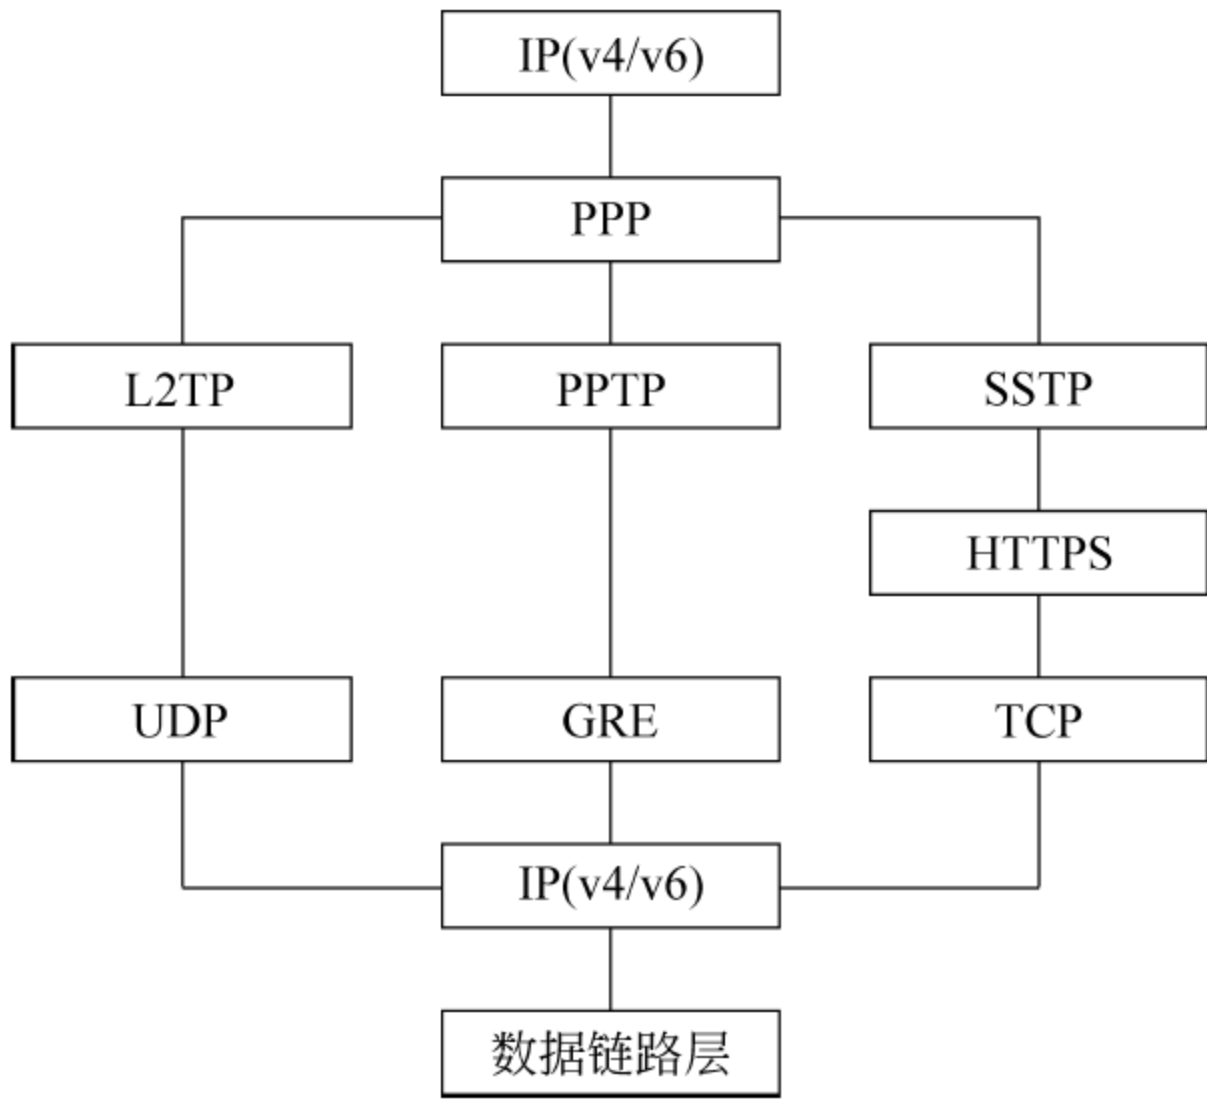 IP(v4/v6)
PPP
L2TP
PPTP
SSTP
HTTPS
UDP
GRE
TCP
IP(v4/v6)
数据链路层